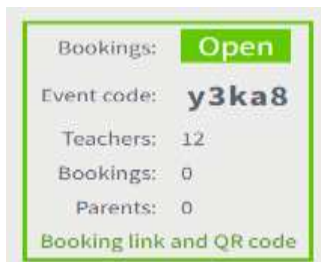 Bookings: Open
Event code: y3ka8
Teachers: 12
Bookings: 0
Parents: 0
Booking link and QR code